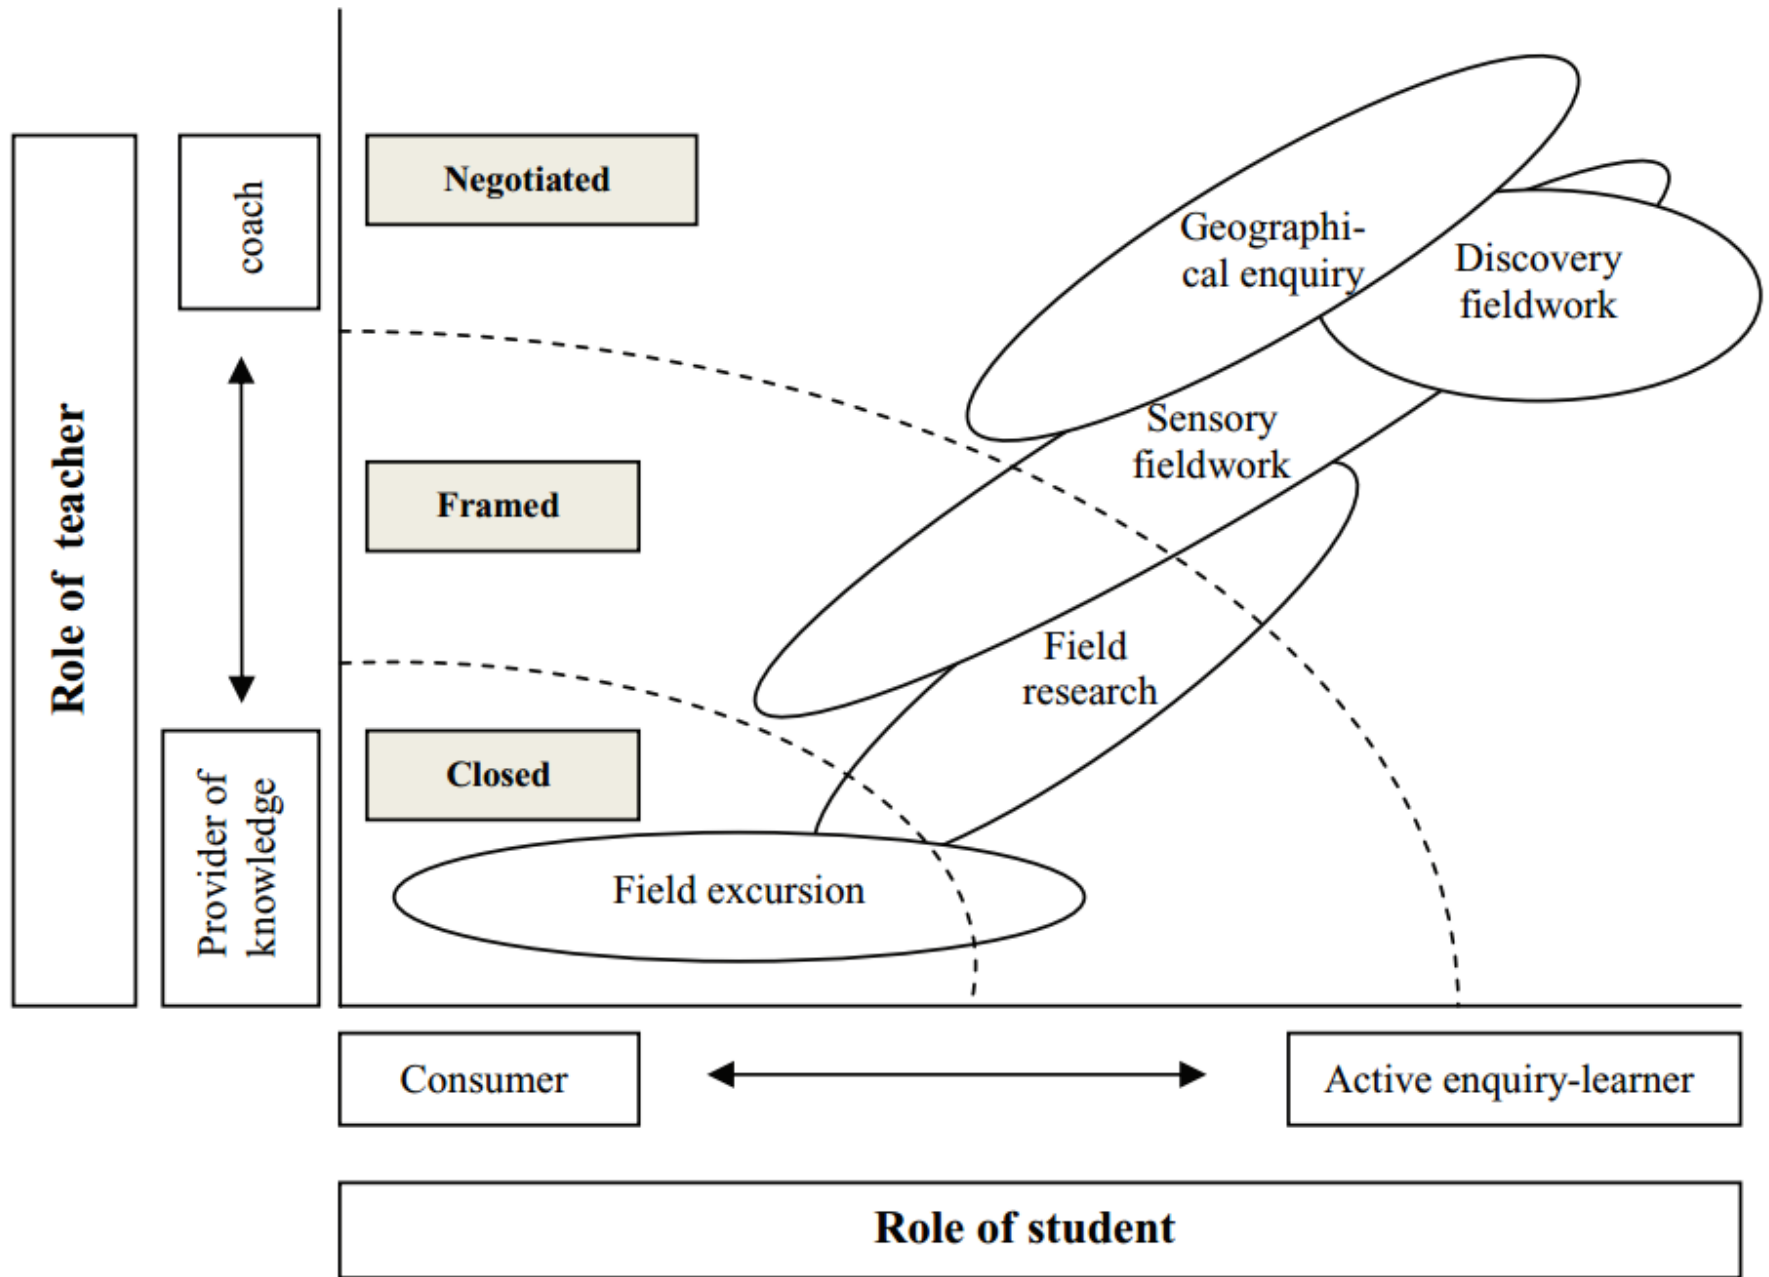 Role of teacher
coach
Provider of
knowledge
Negotiated
Framed
Closed
Geographi-
cal enquiry
Discovery
fieldwork
Sensory
fieldwork
Field
research
Field excursion
Consumer
Active enquiry-learner
Role of student